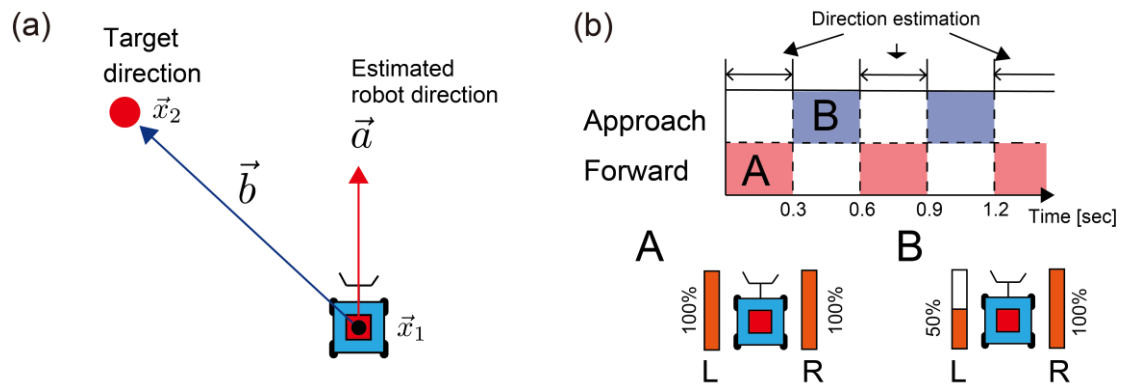 (a)
Target
direction
x⃗₂
Estimated
robot direction
a⃗
b⃗
x⃗₁
(b)
Direction estimation
Approach
B
Forward
A
0.3 0.6 0.9 1.2
Time [sec]
A
100%
100%
L R
B
50%
100%
L R